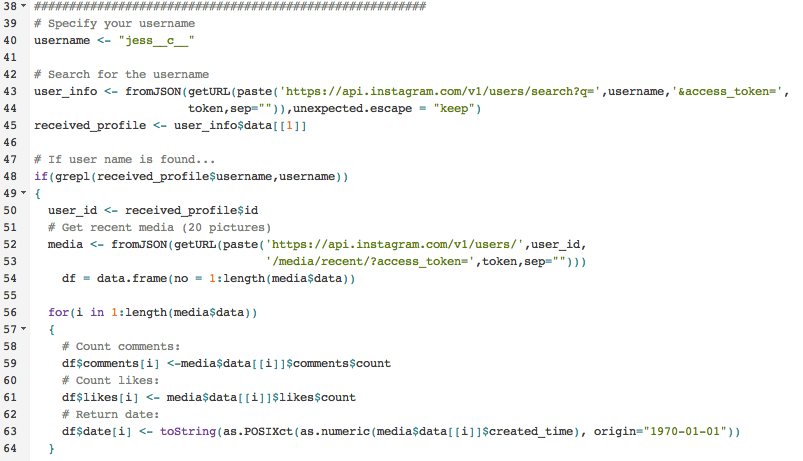 38 ########################################################
39 # Specify your username
40 username <- "jess__c__"
41
42 # Search for the username
43 user_info <- fromJSON(getURL(paste('https://api.instagram.com/v1/users/search?q=',username,'&access_token=',
44                       token,sep="")),unexpected.escape = "keep")
45 received_profile <- user_info$data[[1]]
46
47 # If user name is found...
48 if(grepl(received_profile$username,username))
49 {
50   user_id <- received_profile$id
51   # Get recent media (20 pictures)
52   media <- fromJSON(getURL(paste('https://api.instagram.com/v1/users/',user_id,
53                                  '/media/recent/?access_token=',token,sep="")))
54     df = data.frame(no = 1:length(media$data))
55
56   for(i in 1:length(media$data))
57   {
58     # Count comments:
59     df$comments[i] <-media$data[[i]]$comments$count
60     # Count likes:
61     df$likes[i] <- media$data[[i]]$likes$count
62     # Return date:
63     df$date[i] <- toString(as.POSIXct(as.numeric(media$data[[i]]$created_time), origin="1970-01-01"))
64   }